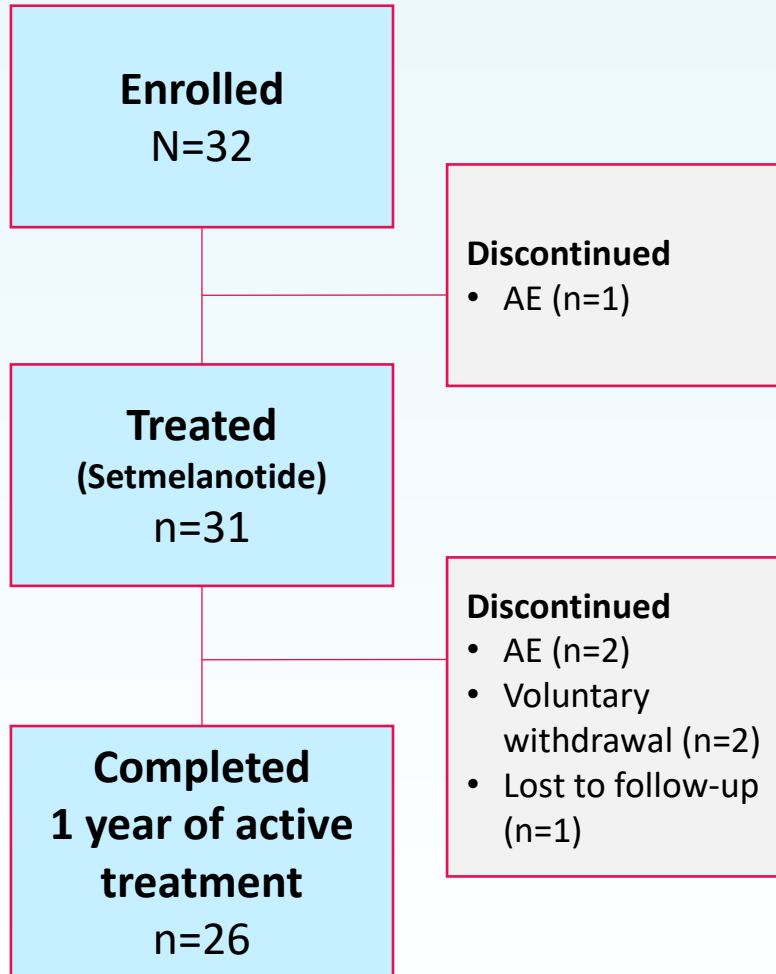 Enrolled
N=32
Discontinued
• AE (n=1)
Treated
(Setmelanotide)
n=31
Discontinued
• AE (n=2)
• Voluntary
withdrawal (n=2)
• Lost to follow-up
(n=1)
Completed
1 year of active
treatment
n=26